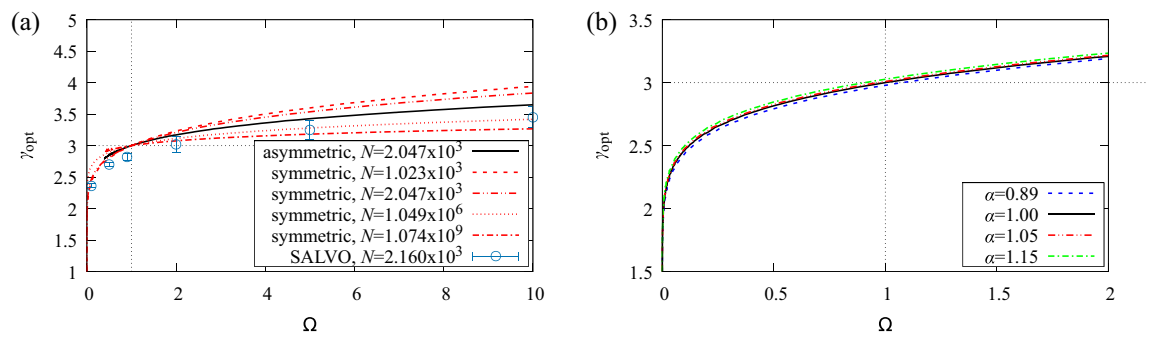 (a)
γopt
5
4.5
4
3.5
3
2.5
2
1.5
1
0
2
4
6
8
10
Ω
asymmetric, N=2.047x10³
symmetric, N=1.023x10³
symmetric, N=2.047x10³
symmetric, N=1.049x10⁶
symmetric, N=1.074x10⁹
SALVO, N=2.160x10³
(b)
γopt
3.5
3
2.5
2
1.5
0
0.5
1
1.5
2
Ω
α=0.89
α=1.00
α=1.05
α=1.15